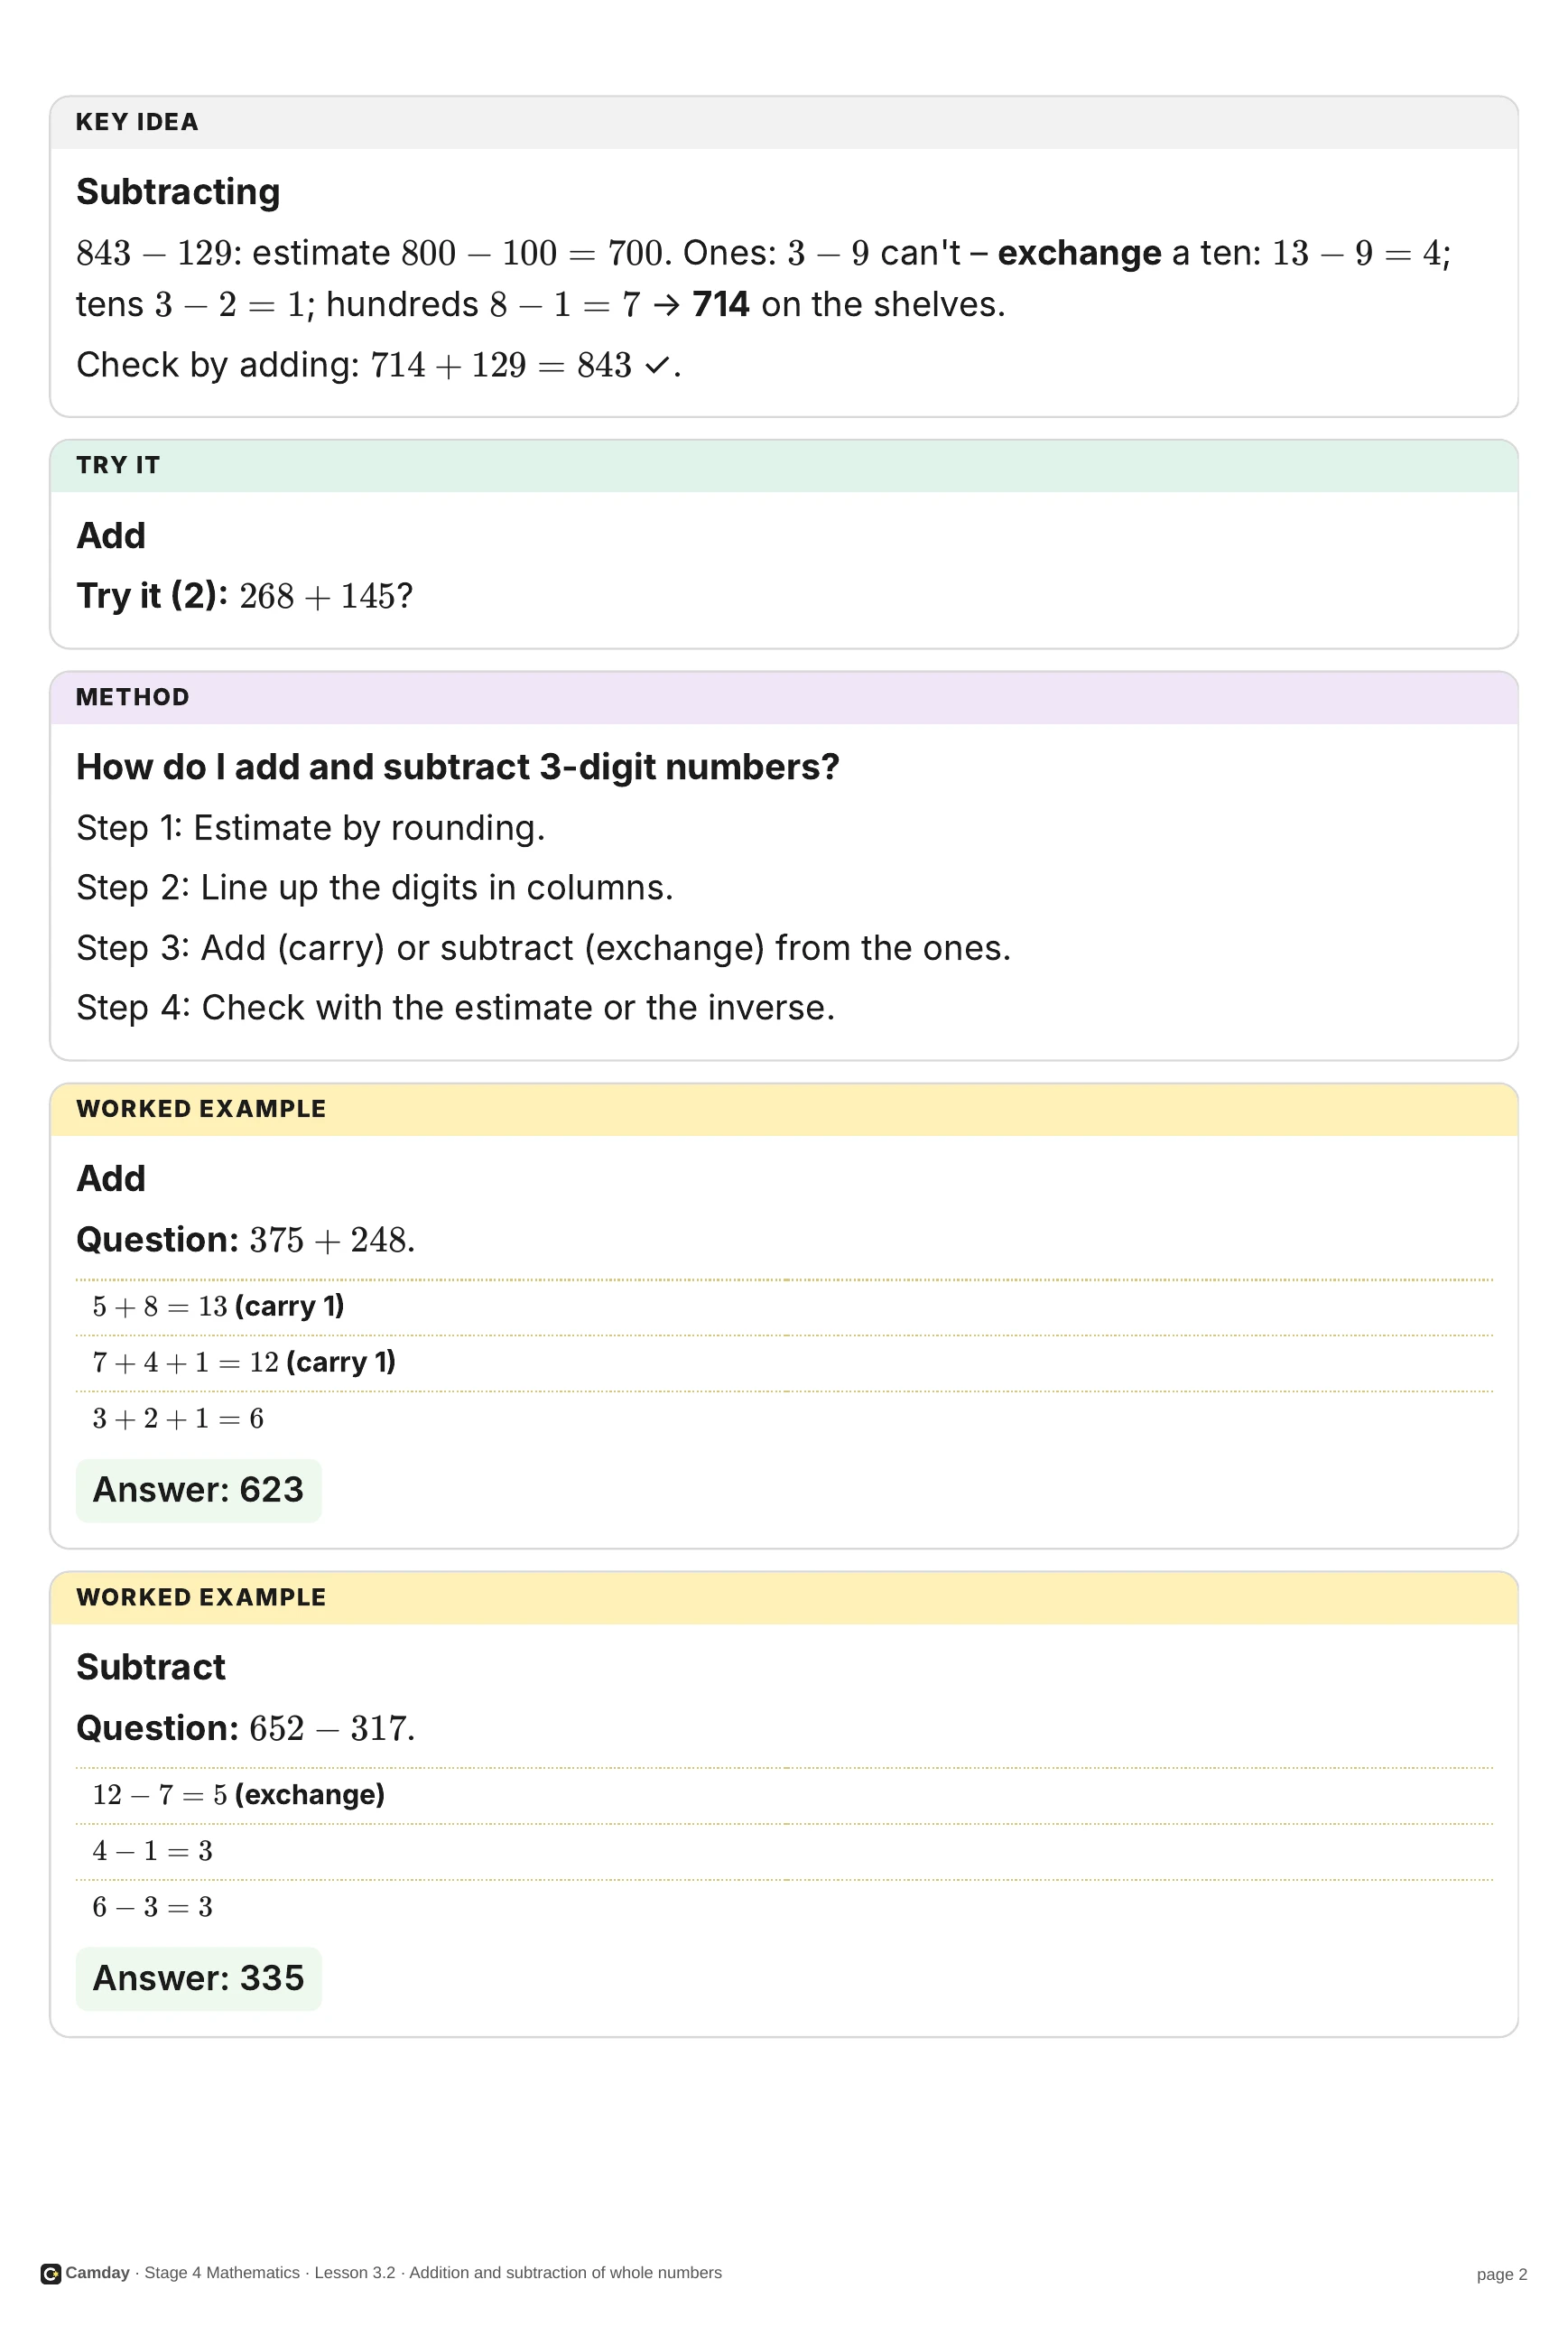 KEY IDEA
Subtracting
843 − 129: estimate 800 − 100 = 700. Ones: 3 − 9 can't – exchange a ten: 13 − 9 = 4;
tens 3 − 2 = 1; hundreds 8 − 1 = 7 → 714 on the shelves.
Check by adding: 714 + 129 = 843 ✓.
TRY IT
Add
Try it (2): 268 + 145?
METHOD
How do I add and subtract 3-digit numbers?
Step 1: Estimate by rounding.
Step 2: Line up the digits in columns.
Step 3: Add (carry) or subtract (exchange) from the ones.
Step 4: Check with the estimate or the inverse.
WORKED EXAMPLE
Add
Question: 375 + 248.
5 + 8 = 13 (carry 1)
7 + 4 + 1 = 12 (carry 1)
3 + 2 + 1 = 6
Answer: 623
WORKED EXAMPLE
Subtract
Question: 652 − 317.
12 − 7 = 5 (exchange)
4 − 1 = 3
6 − 3 = 3
Answer: 335
Camday · Stage 4 Mathematics · Lesson 3.2 · Addition and subtraction of whole numbers
page 2